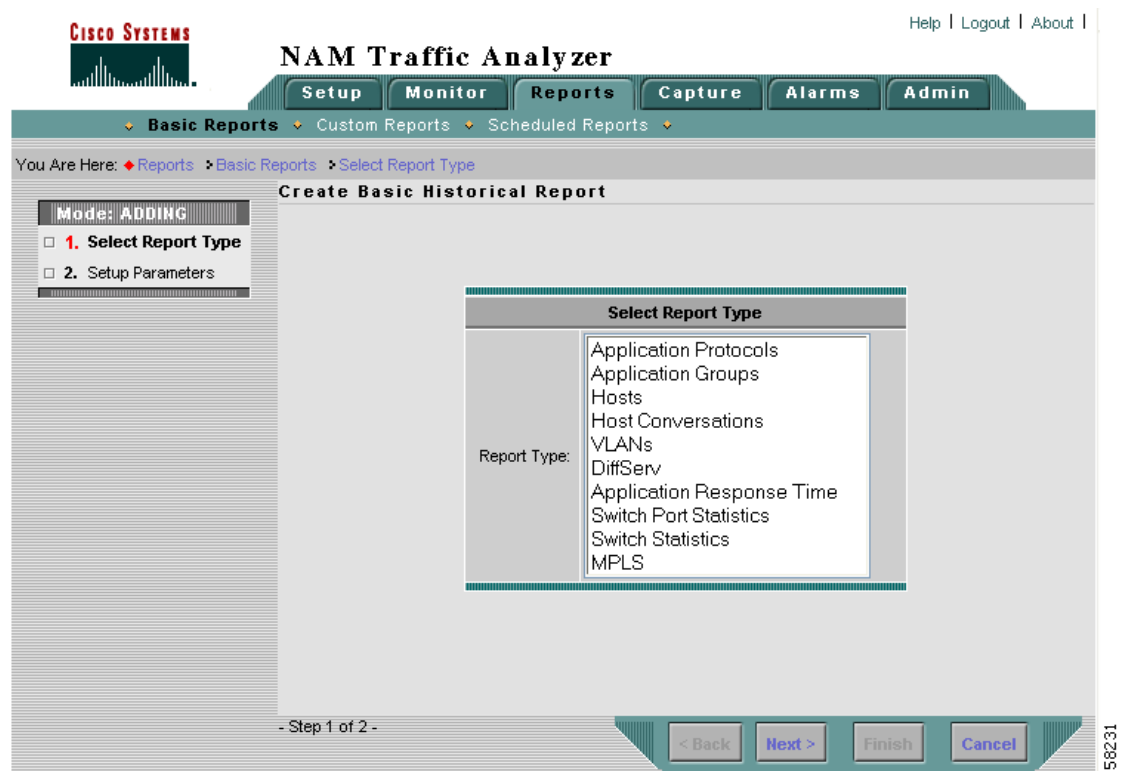 CISCO SYSTEMS
Help | Logout | About |
NAM Traffic Analyzer
Setup Monitor Reports Capture Alarms Admin
Basic Reports Custom Reports Scheduled Reports
You Are Here: Reports Basic Reports Select Report Type
Create Basic Historical Report
Mode: ADDING
1. Select Report Type
2. Setup Parameters
Select Report Type
Report Type:
Application Protocols
Application Groups
Hosts
Host Conversations
VLANs
DiffServ
Application Response Time
Switch Port Statistics
Switch Statistics
MPLS
- Step 1 of 2 -
< Back Next > Finish Cancel
58231